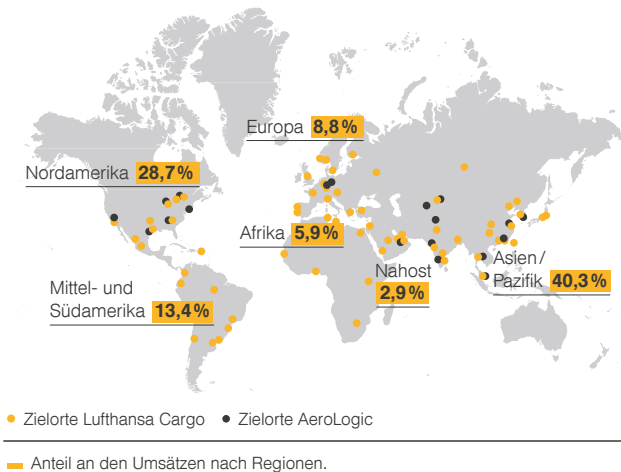 Europa 8,8 %
Nordamerika 28,7 %
Afrika 5,9 %
Nahost
2,9 %
Asien /
Pazifik 40,3 %
Mittel- und
Südamerika 13,4 %
Zielorte Lufthansa Cargo Zielorte AeroLogic
Anteil an den Umsätzen nach Regionen.